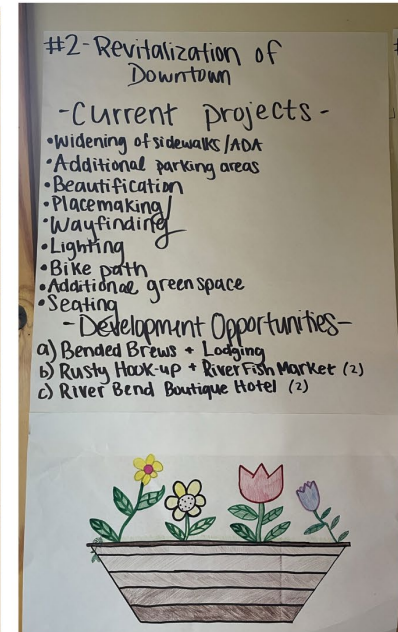 #2-Revitalization of
Downtown
-Current projects-
•Widening of sidewalks/ADA
•Additional parking areas
•Beautification
•Placemaking/
•Wayfinding
•Lighting
•Bike path
•Additional green space
•Seating
-Development Opportunities-
a) Bended Brews + Lodging
b) Rusty Hook-up + River Fish Market (2)
c) River Bend Boutique Hotel (2)